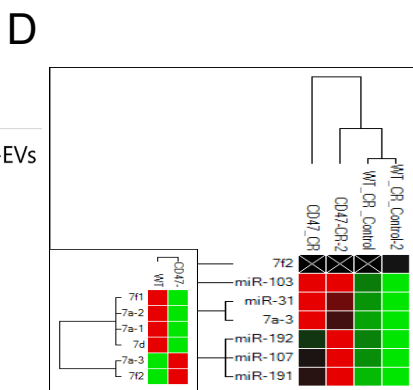 D
-EVs
CD47_CR
CD47-CR-2
WT_CR_Control
WT_CR_Control-2
7f2
miR-103
miR-31
7a-3
miR-192
miR-107
miR-191
WT
CD47-
7f1
7a-2
7a-1
7d
7a-3
7f2